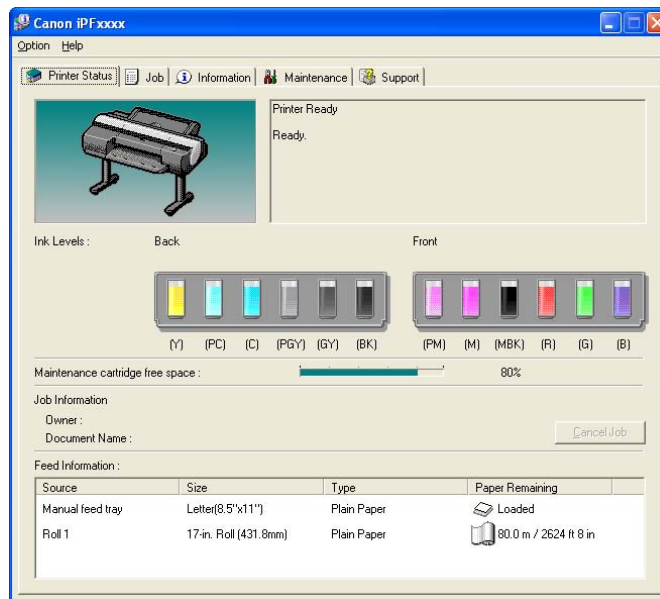 Canon iPFxxxx
Option Help
Printer Status Job Information Maintenance Support
Printer Ready
Ready.
Ink Levels : Back Front
(Y) (PC) (C) (PGY) (GY) (BK) (PM) (M) (MBK) (R) (G) (B)
Maintenance cartridge free space : 80%
Job Information
Owner :
Document Name :
Cancel Job
Feed Information :
Source Size Type Paper Remaining
Manual feed tray Letter(8.5"x11") Plain Paper Loaded
Roll 1 17-in. Roll (431.8mm) Plain Paper 80.0 m / 2624 ft 8 in